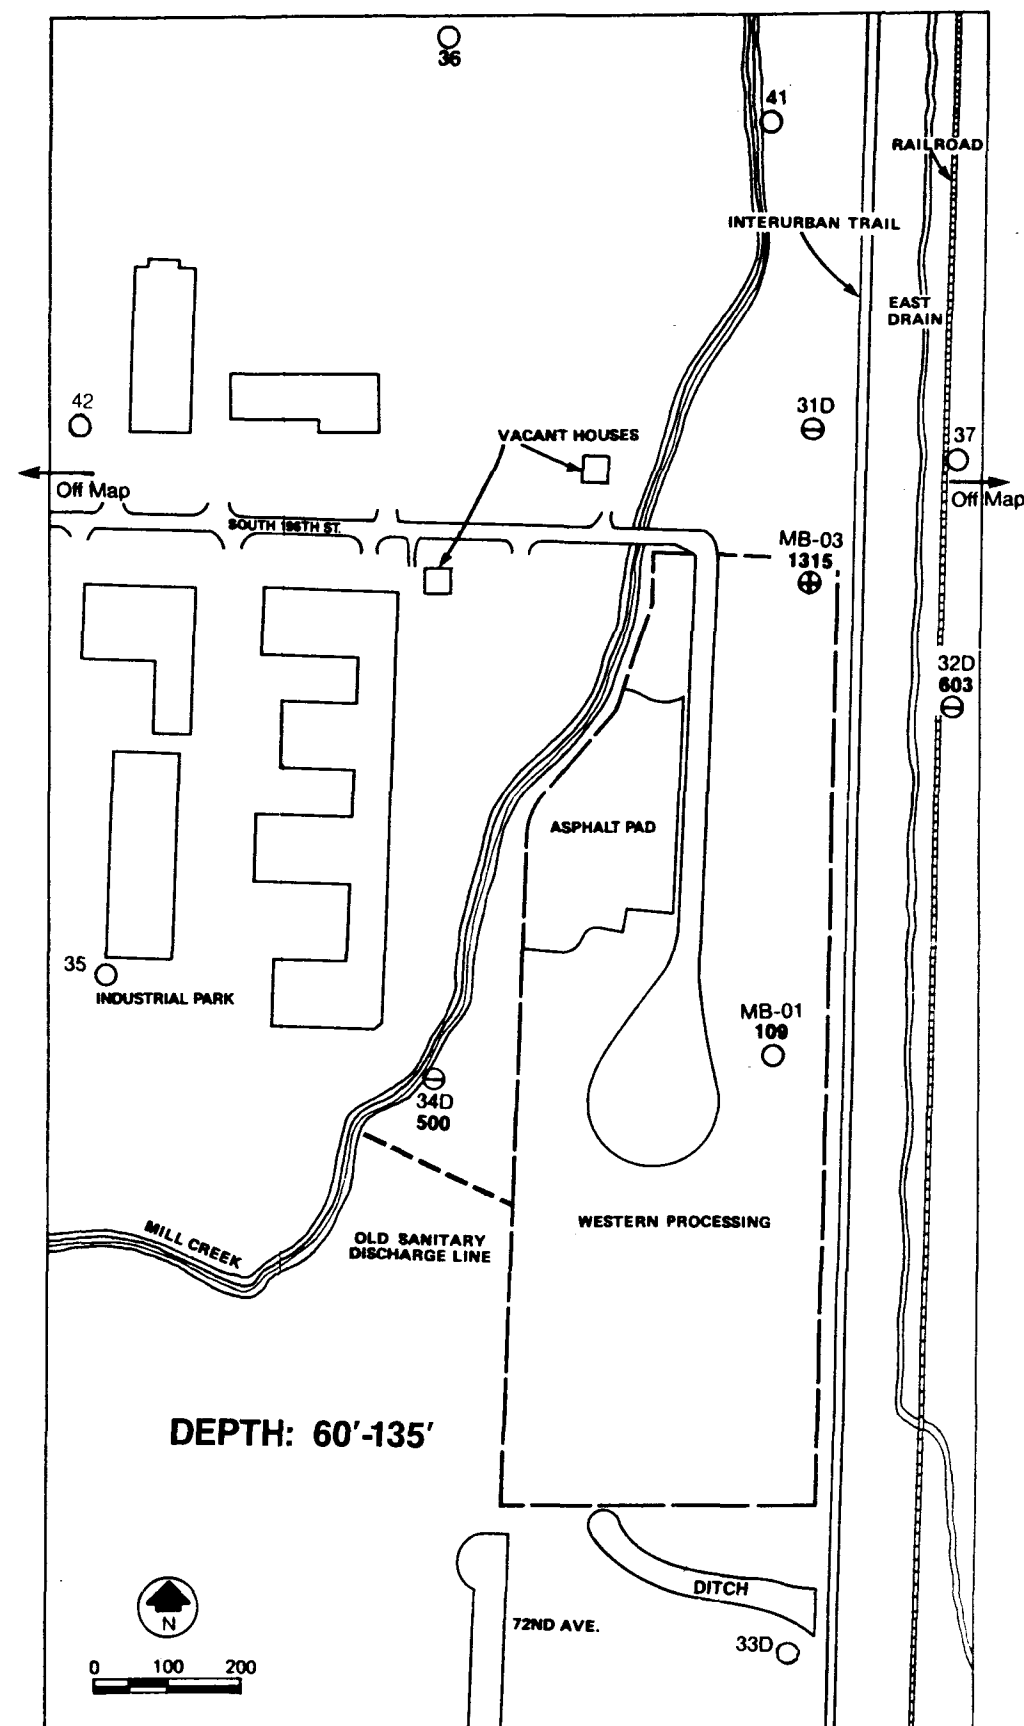 36
41
RAILROAD
INTERURBAN TRAIL
EAST
DRAIN
42
31D
37
VACANT HOUSES
Off Map
Off Map
SOUTH 196TH ST.
MB-03
1315
32D
603
ASPHALT PAD
35
INDUSTRIAL PARK
MB-01
109
34D
500
WESTERN PROCESSING
MILL CREEK
OLD SANITARY
DISCHARGE LINE
DEPTH: 60'-135'
DITCH
72ND AVE.
33D
N
0 100 200